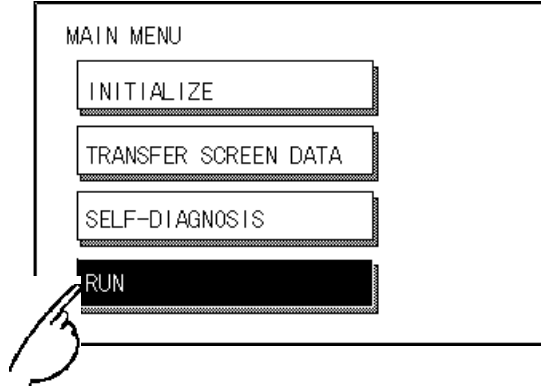 MAIN MENU
INITIALIZE
TRANSFER SCREEN DATA
SELF-DIAGNOSIS
RUN